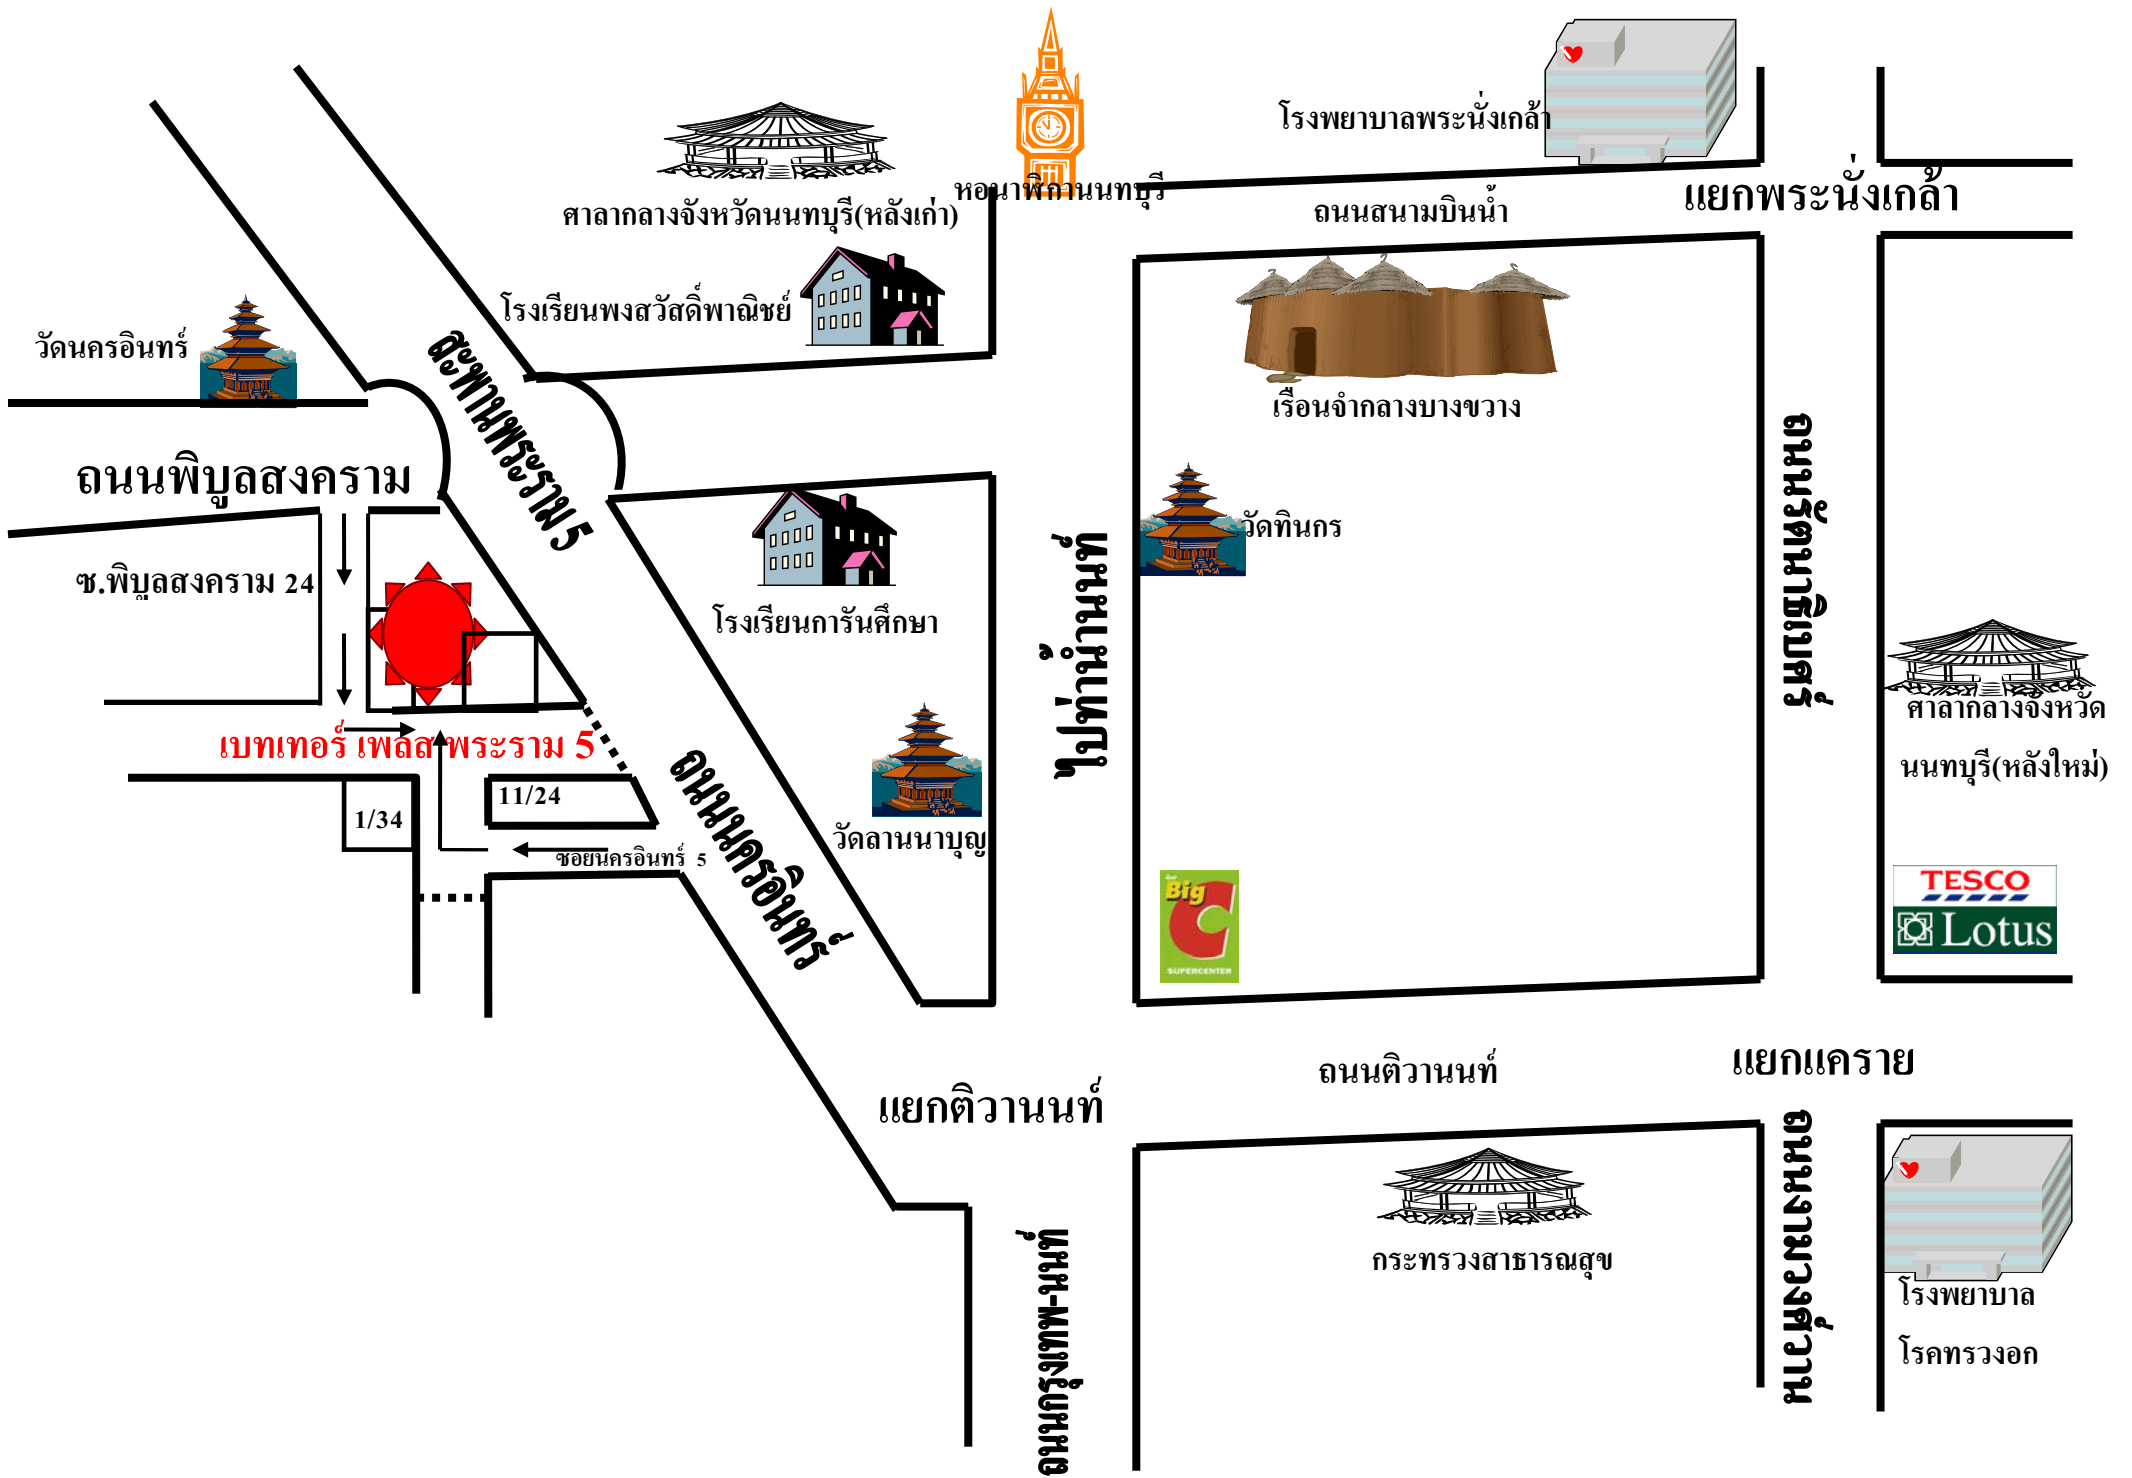 โรงพยาบาลพระนั่งเกล้า
หอนาฬิกานนทบุรี
แยกพระนั่งเกล้า
ศาลากลางจังหวัดนนทบุรี(หลังเก่า)
ถนนสนามบินน้ำ
โรงเรียนพงสวัสดิ์พาณิชย์
วัดนครอินทร์
สะพานพระราม 5
เรือนจำกลางบางขวาง
ถนนพิบูลสงคราม
ถนนรัตนาธิเบศร์
วัดทินกร
ไปท่าน้ำนนท์
ซ.พิบูลสงคราม 24
โรงเรียนการันศึกษา
ศาลากลางจังหวัด
นนทบุรี(หลังใหม่)
เบทเทอร์ เพลส พระราม 5
11/24
1/34
ถนนนครอินทร์
วัดลานนาบุญ
ซอยนครอินทร์ 5
Big
C
SUPERCENTER
TESCO
Lotus
แยกติวานนท์
ถนนติวานนท์
แยกแคราย
ถนนงามวงศ์วาน
ถนนกรุงเทพ-นนท์
กระทรวงสาธารณสุข
โรงพยาบาล
โรคทรวงอก